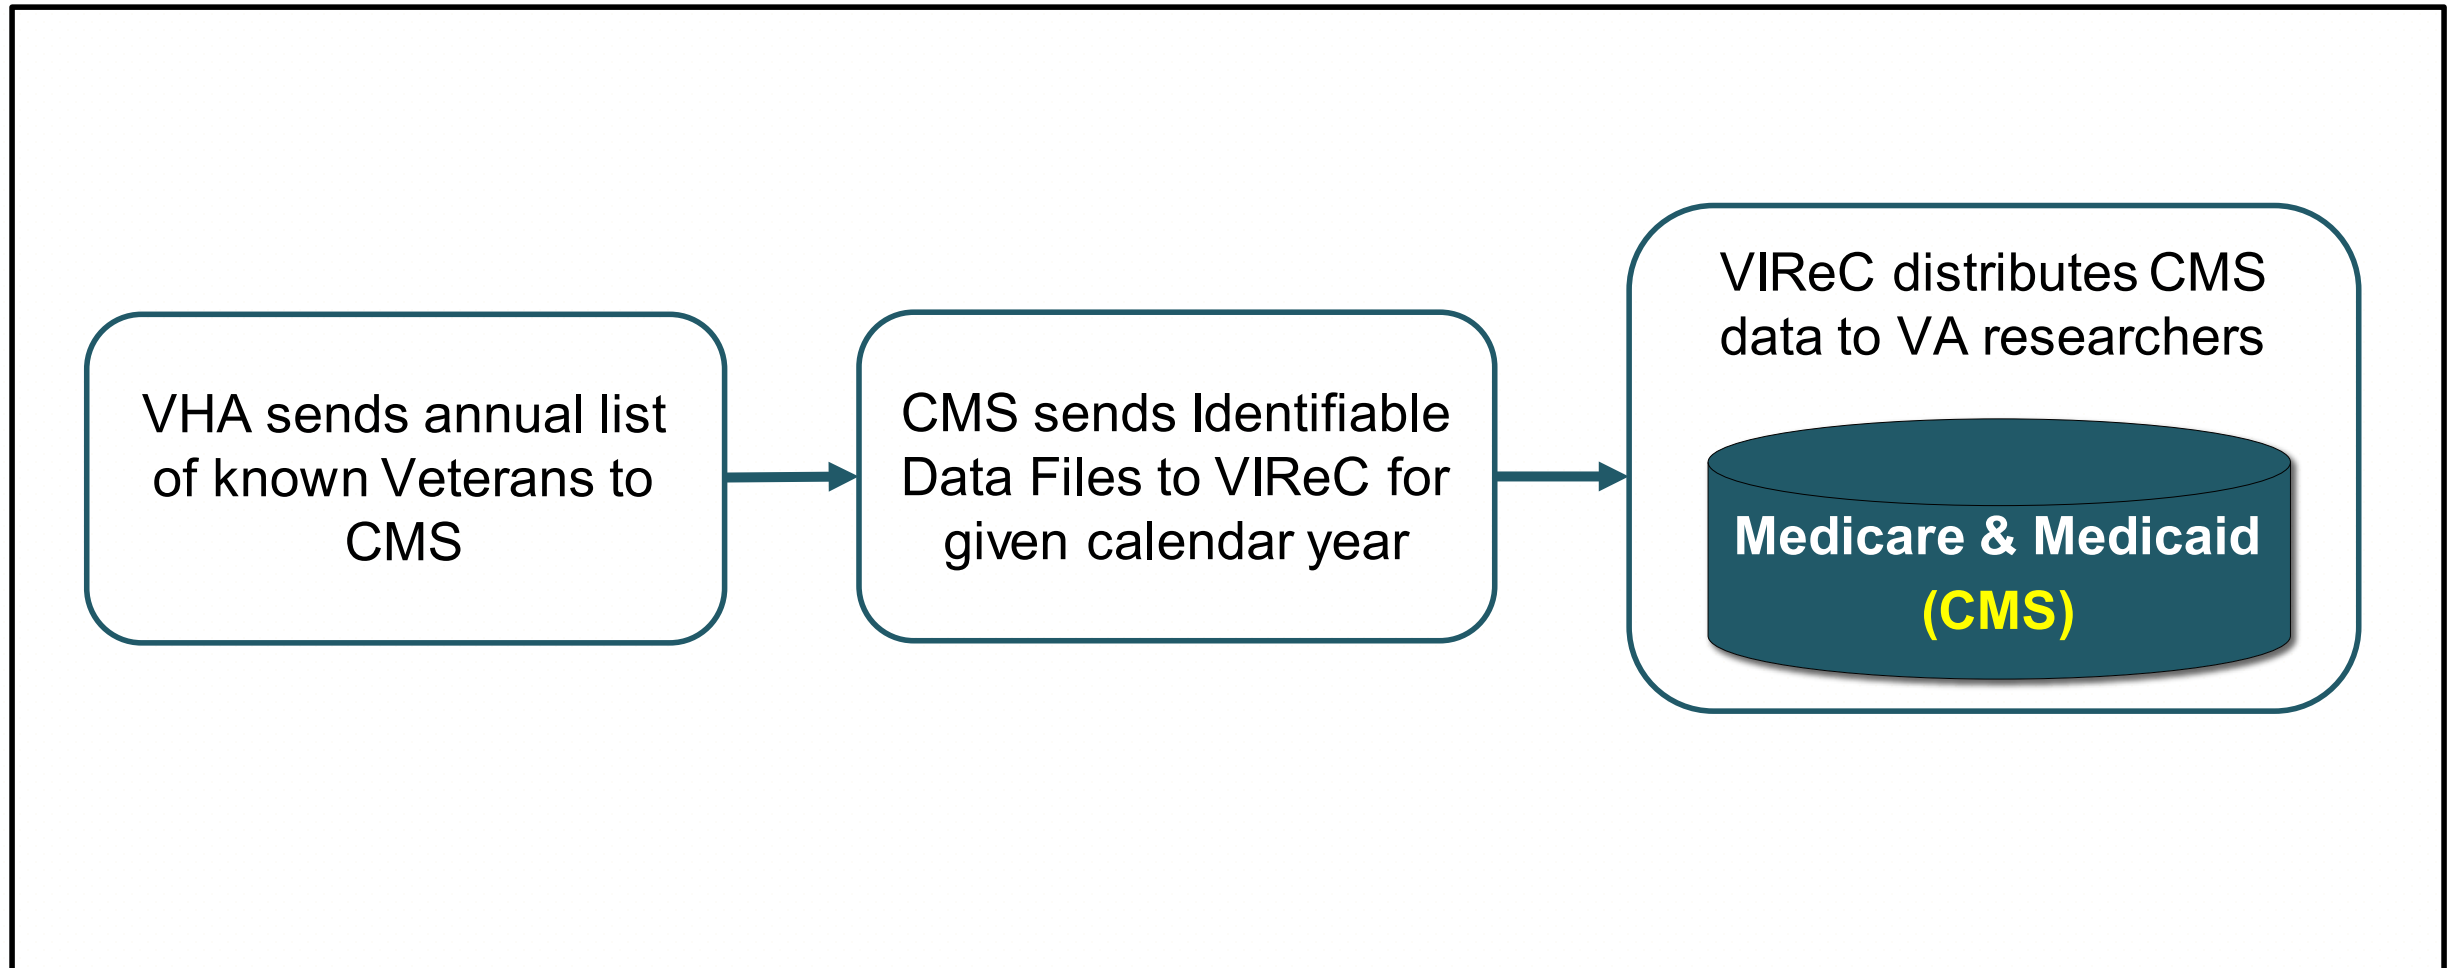 VHA sends annual list
of known Veterans to
CMS
CMS sends Identifiable
Data Files to VIReC for
given calendar year
VIReC distributes CMS
data to VA researchers
Medicare & Medicaid
(CMS)